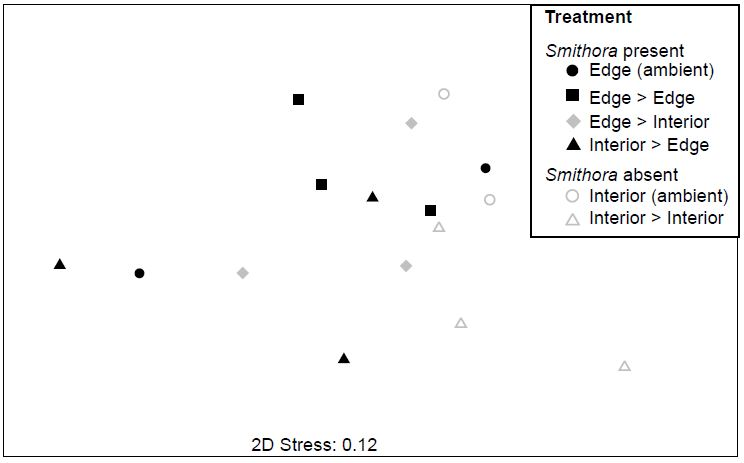 Treatment
Smithora present
Edge (ambient)
Edge > Edge
Edge > Interior
Interior > Edge
Smithora absent
Interior (ambient)
Interior > Interior
2D Stress: 0.12